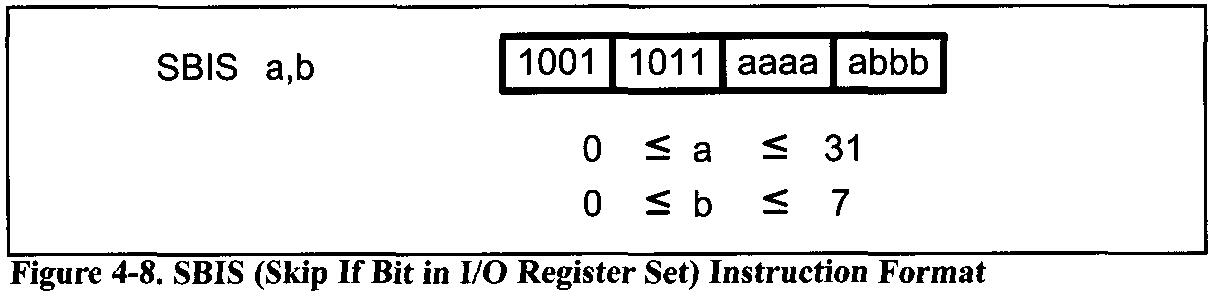 SBIS a,b 1001 1011 aaaa abbb
0 ≤ a ≤ 31
0 ≤ b ≤ 7
Figure 4-8. SBIS (Skip If Bit in I/O Register Set) Instruction Format